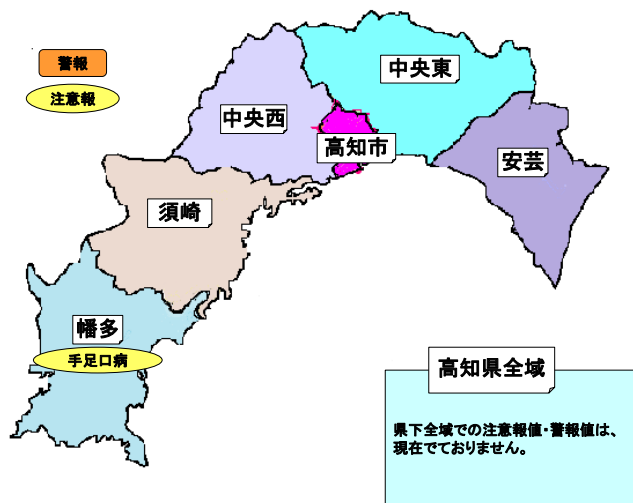 警報
注意報
中央東
中央西
高知市
安芸
須崎
幡多
手足口病
高知県全域
県下全域での注意報値・警報値は、
現在でておりません。